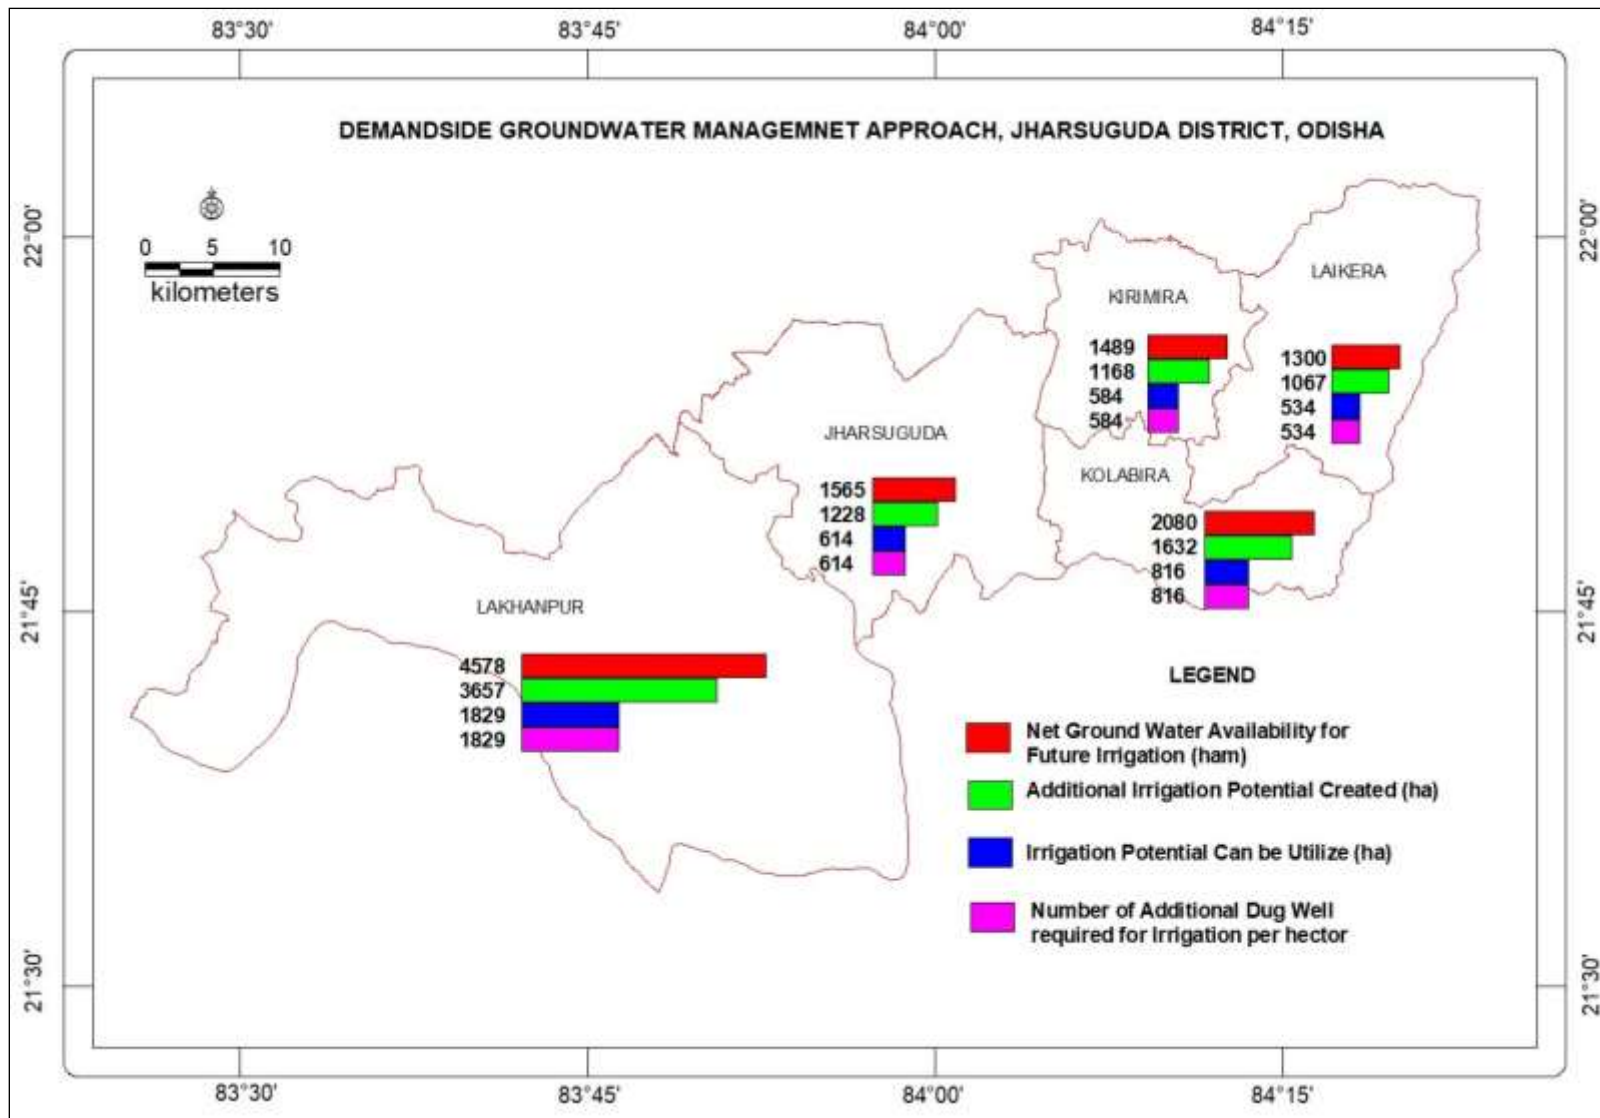 83°30' 83°45' 84°00' 84°15'
DEMANDSIDE GROUNDWATER MANAGEMNET APPROACH, JHARSUGUDA DISTRICT, ODISHA
22°00' 22°00'
0 5 10
kilometers
LAIKERA
KIRIMIRA
1489
1168
584
584
1300
1067
534
534
JHARSUGUDA
KOLABIRA
1565
1228
614
614
2080
1632
816
816
21°45' 21°45'
LAKHANPUR
4578
3657
1829
1829
LEGEND
Net Ground Water Availability for
Future Irrigation (ham)
Additional Irrigation Potential Created (ha)
Irrigation Potential Can be Utilize (ha)
Number of Additional Dug Well
required for Irrigation per hector
21°30' 21°30'
83°30' 83°45' 84°00' 84°15'